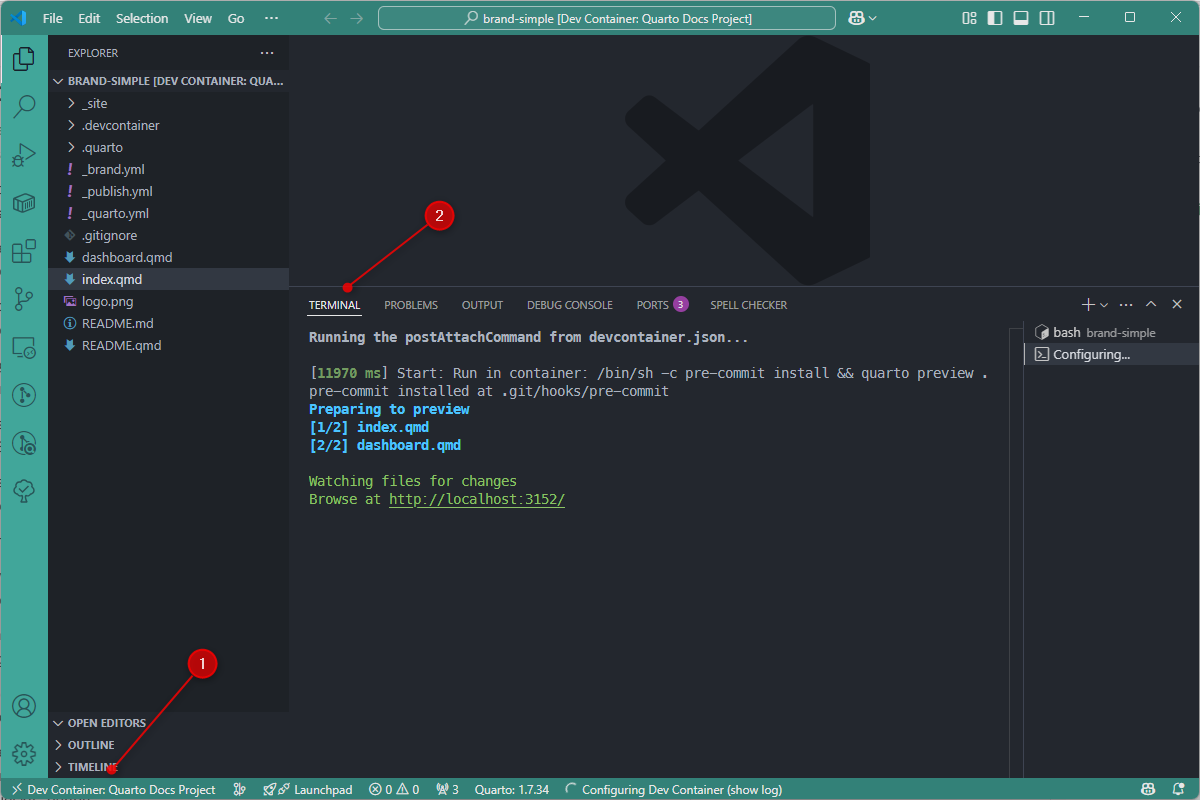 File Edit Selection View Go ···
brand-simple [Dev Container: Quarto Docs Project]
EXPLORER ···
BRAND-SIMPLE [DEV CONTAINER: QUA...
_site
.devcontainer
.quarto
! _brand.yml
! _publish.yml
! _quarto.yml
.gitignore
dashboard.qmd
index.qmd
logo.png
README.md
README.qmd
OPEN EDITORS
OUTLINE
TIMELINE
1
2
TERMINAL PROBLEMS OUTPUT DEBUG CONSOLE PORTS 3 SPELL CHECKER
Running the postAttachCommand from devcontainer.json...
[11970 ms] Start: Run in container: /bin/sh -c pre-commit install && quarto preview .
pre-commit installed at .git/hooks/pre-commit
Preparing to preview
[1/2] index.qmd
[2/2] dashboard.qmd
Watching files for changes
Browse at http://localhost:3152/
bash brand-simple
Configuring...
Dev Container: Quarto Docs Project Launchpad 0 0 3 Quarto: 1.7.34 Configuring Dev Container (show log)